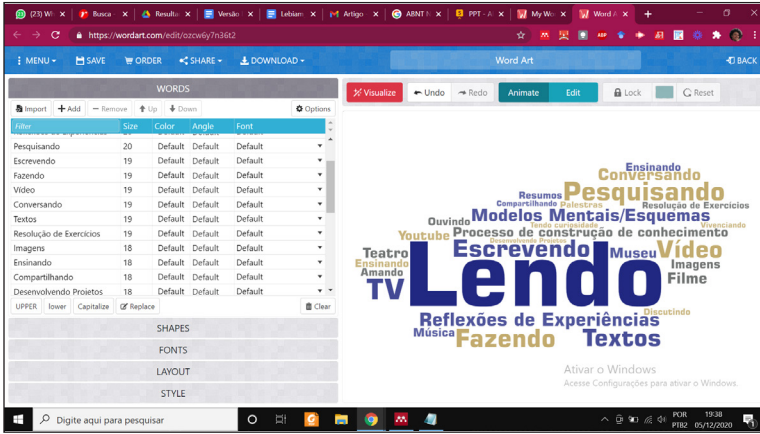 (23) Wh
Busca
Resulta
Versão
Lebiam
Artigo
ABNT N
PPT - A
My Wo
Word A
https://wordart.com/edit/ozcw6y7n36t2
MENU SAVE ORDER SHARE DOWNLOAD Word Art BACK
WORDS
Import Add Remove Up Down Options
Filter Size Color Angle Font
Pesquisando 20 Default Default Default
Escrevendo 19 Default Default Default
Fazendo 19 Default Default Default
Vídeo 19 Default Default Default
Conversando 19 Default Default Default
Textos 19 Default Default Default
Resolução de Exercícios 19 Default Default Default
Imagens 18 Default Default Default
Ensinando 18 Default Default Default
Compartilhando 18 Default Default Default
Desenvolvendo Projetos 18 Default Default Default
UPPER lower Capitalize Replace Clear
SHAPES
FONTS
LAYOUT
STYLE
Visualize Undo Redo Animate Edit Lock Reset
Ensinando
Conversando
Resumos Pesquisando
Compartilhando Palestras Resolução de Exercícios
Ouvindo Modelos Mentais/Esquemas
Tendo curiosidade Vivenciando
Youtube Processo de construção de conhecimento
Desenvolvendo Projetos
Teatro Escrevendo Museu Vídeo
Ensinando Imagens
Amando Lendo Filme
TV
Discutindo
Reflexões de Experiências
Música Fazendo Textos
Ativar o Windows
Acesse Configurações para ativar o Windows.
Digite aqui para pesquisar
POR 19:38
PTB2 05/12/2020